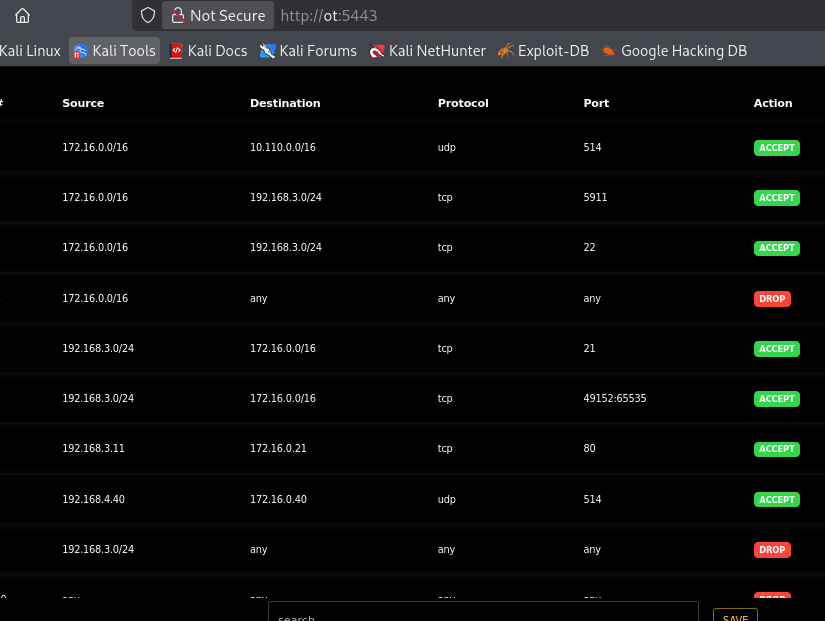 Not Secure http://ot:5443
Kali Linux Kali Tools Kali Docs Kali Forums Kali NetHunter Exploit-DB Google Hacking DB
# Source Destination Protocol Port Action
172.16.0.0/16 10.110.0.0/16 udp 514 ACCEPT
172.16.0.0/16 192.168.3.0/24 tcp 5911 ACCEPT
172.16.0.0/16 192.168.3.0/24 tcp 22 ACCEPT
172.16.0.0/16 any any any DROP
192.168.3.0/24 172.16.0.0/16 tcp 21 ACCEPT
192.168.3.0/24 172.16.0.0/16 tcp 49152:65535 ACCEPT
192.168.3.11 172.16.0.21 tcp 80 ACCEPT
192.168.4.40 172.16.0.40 udp 514 ACCEPT
192.168.3.0/24 any any any DROP
any any any any DROP
search
SAVE